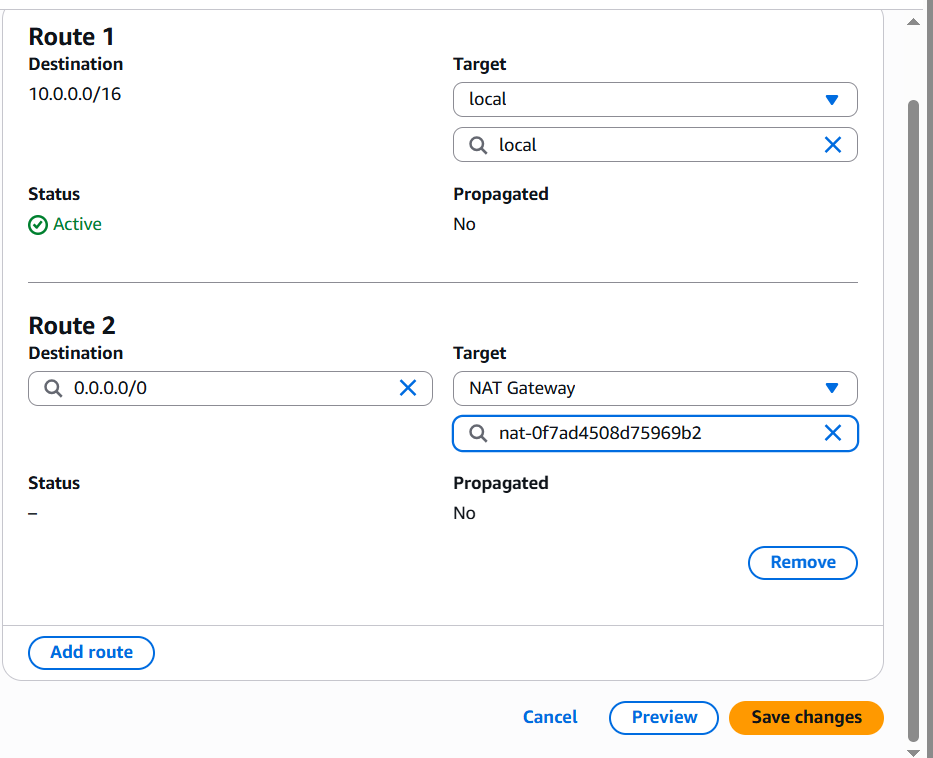 Route 1
Destination
Target
10.0.0.0/16
local
local
Status
Propagated
Active
No
Route 2
Destination
Target
0.0.0.0/0
NAT Gateway
nat-0f7ad4508d75969b2
Status
Propagated
–
No
Remove
Add route
Cancel
Preview
Save changes